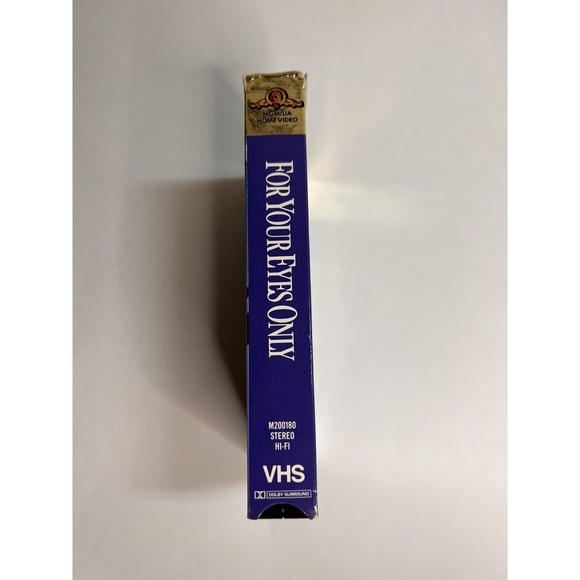 MGM/UA
HOME VIDEO
FOR YOUR EYES ONLY
M200180
STEREO
HI-FI
VHS
DOLBY SURROUND